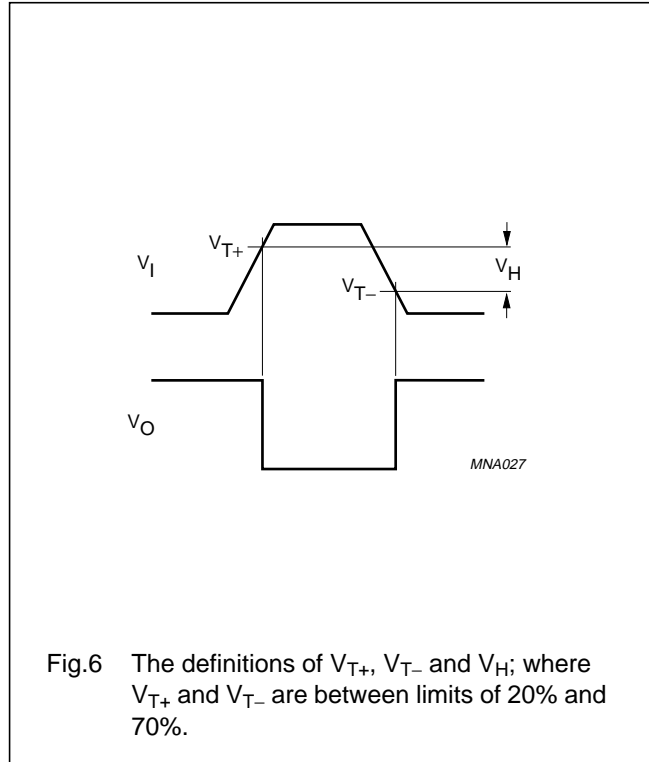 V_T+
V_I
V_H
V_T–
V_O
MNA027
Fig.6 The definitions of V_T+, V_T– and V_H; where
V_T+ and V_T– are between limits of 20% and
70%.